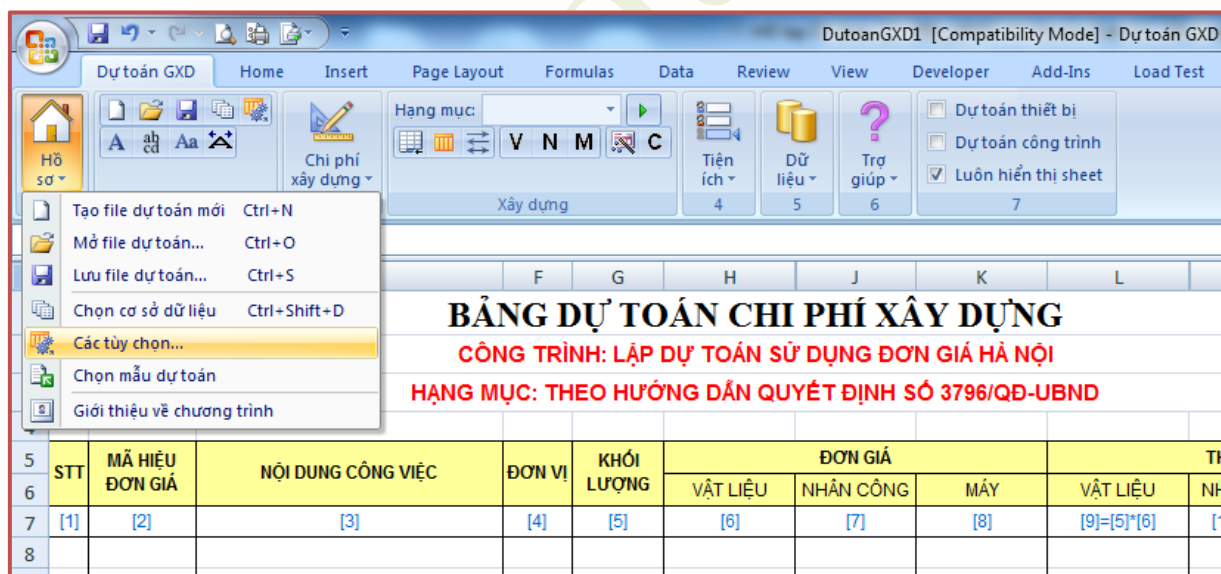 DutoanGXD1 [Compatibility Mode] - Dự toán GXD
Dự toán GXD Home Insert Page Layout Formulas Data Review View Developer Add-Ins Load Test
Hồ sơ
A ab cd Aa
Chi phí xây dựng
Hạng mục:
V N M C
Xây dựng
Tiện ích
4
Dữ liệu
5
Trợ giúp
6
Dự toán thiết bị
Dự toán công trình
Luôn hiển thị sheet
7
Tạo file dự toán mới Ctrl+N
Mở file dự toán... Ctrl+O
Lưu file dự toán... Ctrl+S
Chọn cơ sở dữ liệu Ctrl+Shift+D
Các tùy chọn...
Chọn mẫu dự toán
Giới thiệu về chương trình
F G H J K L
BẢNG DỰ TOÁN CHI PHÍ XÂY DỰNG
CÔNG TRÌNH: LẬP DỰ TOÁN SỬ DỤNG ĐƠN GIÁ HÀ NỘI
HẠNG MỤC: THEO HƯỚNG DẪN QUYẾT ĐỊNH SỐ 3796/QĐ-UBND
5 STT MÃ HIỆU ĐƠN GIÁ NỘI DUNG CÔNG VIỆC ĐƠN VỊ KHỐI LƯỢNG ĐƠN GIÁ
6 VẬT LIỆU NHÂN CÔNG MÁY VẬT LIỆU
7 [1] [2] [3] [4] [5] [6] [7] [8] [9]=[5]*[6]
8